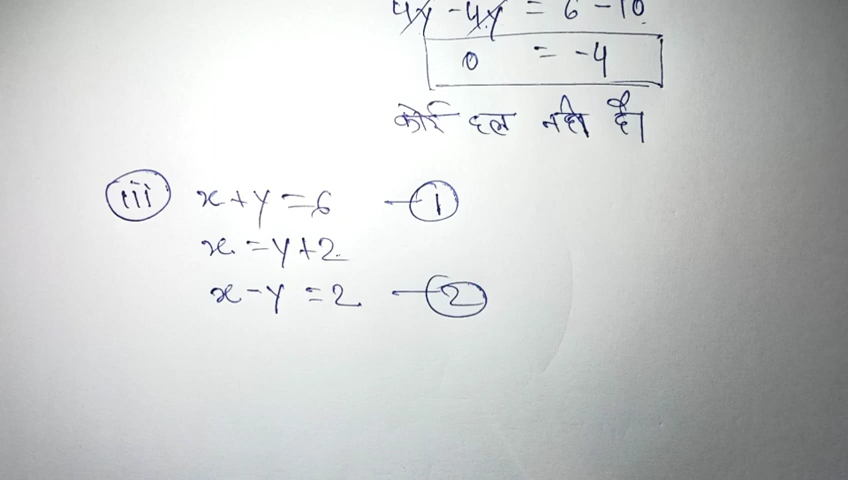 4y - 4y = 6 - 10
0 = -4
कोई हल नही है।
(iii) x + y = 6 — (1)
x = y + 2
x - y = 2 — (2)